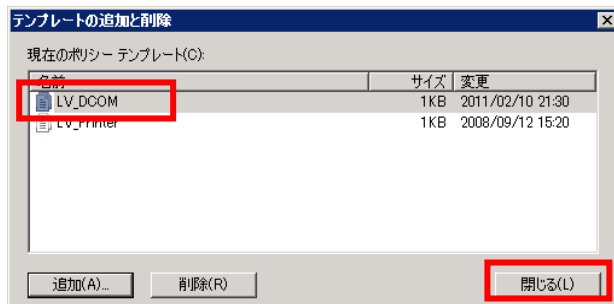 テンプレートの追加と削除
現在のポリシー テンプレート(C):
名前 サイズ 変更
LV_DCOM 1KB 2011/02/10 21:30
LV_Printer 1KB 2008/09/12 15:20
追加(A)... 削除(R) 閉じる(L)